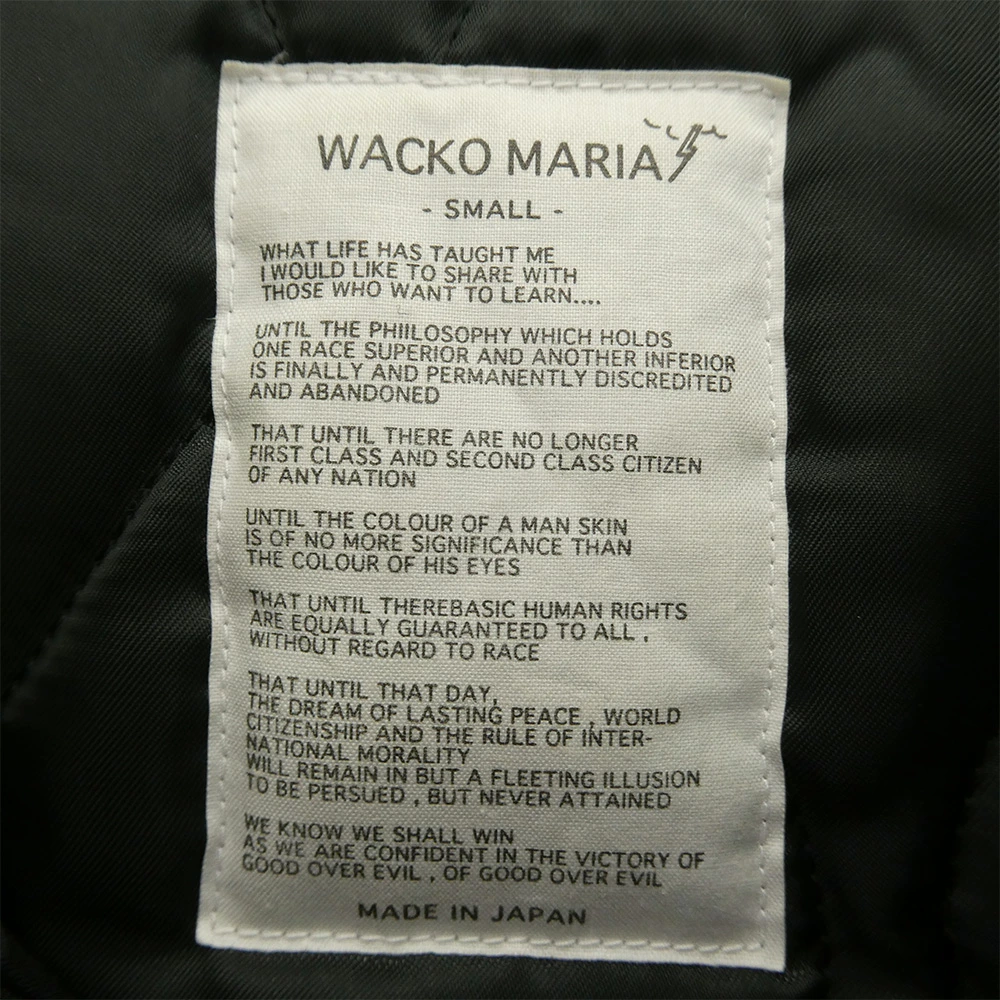 WACKO MARIA
- SMALL -
WHAT LIFE HAS TAUGHT ME
I WOULD LIKE TO SHARE WITH
THOSE WHO WANT TO LEARN....
UNTIL THE PHIILOSOPHY WHICH HOLDS
ONE RACE SUPERIOR AND ANOTHER INFERIOR
IS FINALLY AND PERMANENTLY DISCREDITED
AND ABANDONED
THAT UNTIL THERE ARE NO LONGER
FIRST CLASS AND SECOND CLASS CITIZEN
OF ANY NATION
UNTIL THE COLOUR OF A MAN SKIN
IS OF NO MORE SIGNIFICANCE THAN
THE COLOUR OF HIS EYES
THAT UNTIL THEREBASIC HUMAN RIGHTS
ARE EQUALLY GUARANTEED TO ALL ,
WITHOUT REGARD TO RACE
THAT UNTIL THAT DAY,
THE DREAM OF LASTING PEACE , WORLD
CITIZENSHIP AND THE RULE OF INTER-
NATIONAL MORALITY
WILL REMAIN IN BUT A FLEETING ILLUSION
TO BE PERSUED , BUT NEVER ATTAINED
WE KNOW WE SHALL WIN
AS WE ARE CONFIDENT IN THE VICTORY OF
GOOD OVER EVIL , OF GOOD OVER EVIL
MADE IN JAPAN